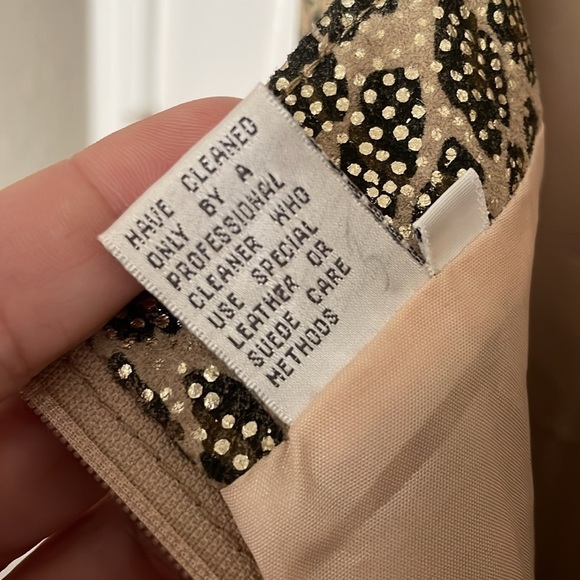 HAVE CLEANED
ONLY BY A
PROFESSIONAL
CLEANER WHO
USE SPECIAL
LEATHER OR
SUEDE CARE
METHODS